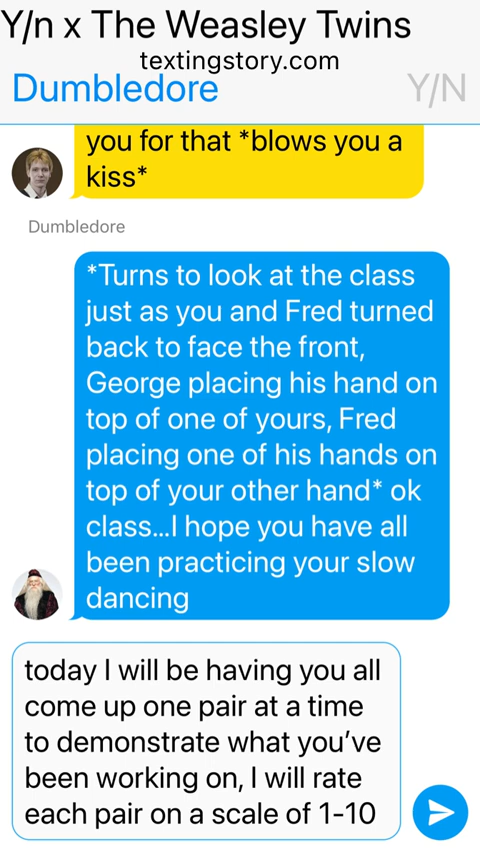 Y/n x The Weasley Twins
textingstory.com
Dumbledore
Y/N
you for that *blows you a
kiss*
Dumbledore
*Turns to look at the class
just as you and Fred turned
back to face the front,
George placing his hand on
top of one of yours, Fred
placing one of his hands on
top of your other hand* ok
class...I hope you have all
been practicing your slow
dancing
today I will be having you all
come up one pair at a time
to demonstrate what you’ve
been working on, I will rate
each pair on a scale of 1-10